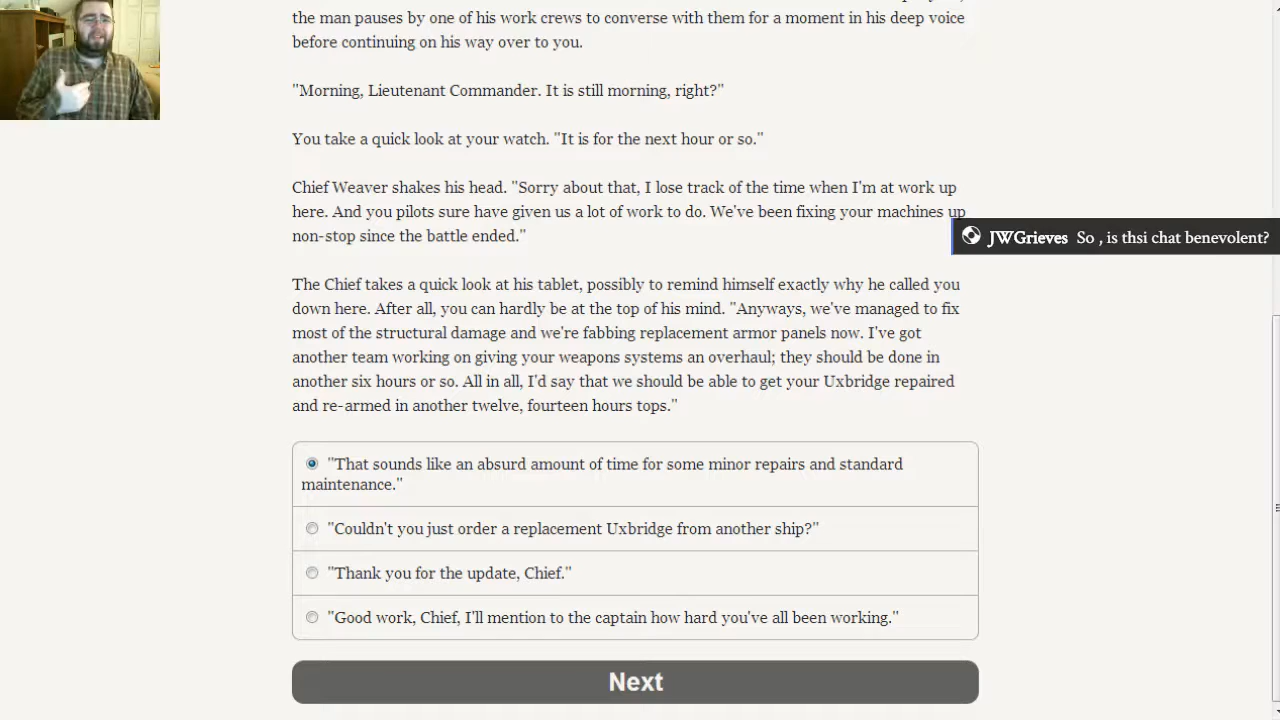 the man pauses by one of his work crews to converse with them for a moment in his deep voice
before continuing on his way over to you.
"Morning, Lieutenant Commander. It is still morning, right?"
You take a quick look at your watch. "It is for the next hour or so."
Chief Weaver shakes his head. "Sorry about that, I lose track of the time when I'm at work up
here. And you pilots sure have given us a lot of work to do. We've been fixing your machines up
non-stop since the battle ended."
JWGrieves So , is thsi chat benevolent?
The Chief takes a quick look at his tablet, possibly to remind himself exactly why he called you
down here. After all, you can hardly be at the top of his mind. "Anyways, we've managed to fix
most of the structural damage and we're fabbing replacement armor panels now. I've got
another team working on giving your weapons systems an overhaul; they should be done in
another six hours or so. All in all, I'd say that we should be able to get your Uxbridge repaired
and re-armed in another twelve, fourteen hours tops."
"That sounds like an absurd amount of time for some minor repairs and standard
maintenance."
"Couldn't you just order a replacement Uxbridge from another ship?"
"Thank you for the update, Chief."
"Good work, Chief, I'll mention to the captain how hard you've all been working."
Next